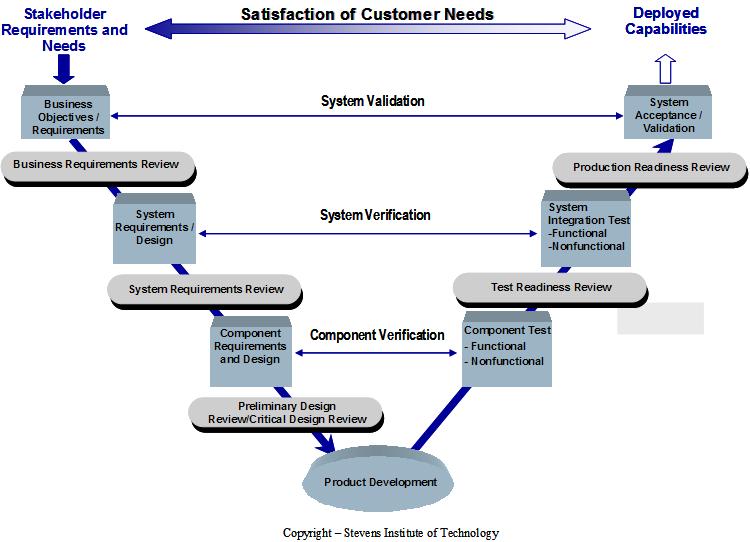 Stakeholder
Requirements and
Needs
Satisfaction of Customer Needs
Deployed
Capabilities
Business
Objectives /
Requirements
System Validation
System
Acceptance /
Validation
Business Requirements Review
Production Readiness Review
System
Requirements /
Design
System Verification
System
Integration Test
-Functional
-Nonfunctional
System Requirements Review
Test Readiness Review
Component
Requirements
and Design
Component Verification
Component Test
- Functional
- Nonfunctional
Preliminary Design
Review/Critical Design Review
Product Development
Copyright – Stevens Institute of Technology